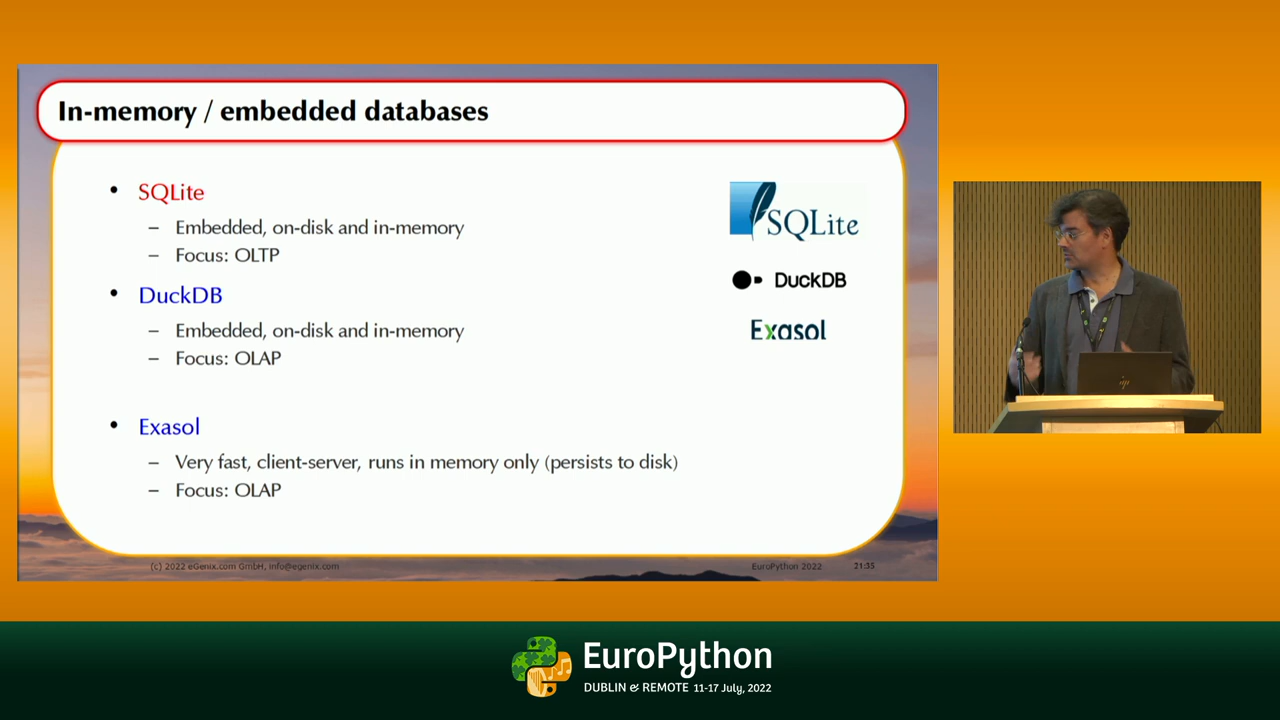 In-memory / embedded databases
• SQLite
– Embedded, on-disk and in-memory
– Focus: OLTP
• DuckDB
– Embedded, on-disk and in-memory
– Focus: OLAP
• Exasol
– Very fast, client-server, runs in memory only (persists to disk)
– Focus: OLAP
SQLite
DuckDB
Exasol
(c) 2022 eGenix.com GmbH, info@egenix.com
EuroPython 2022
21:35
hp
EuroPython
DUBLIN & REMOTE 11-17 July, 2022